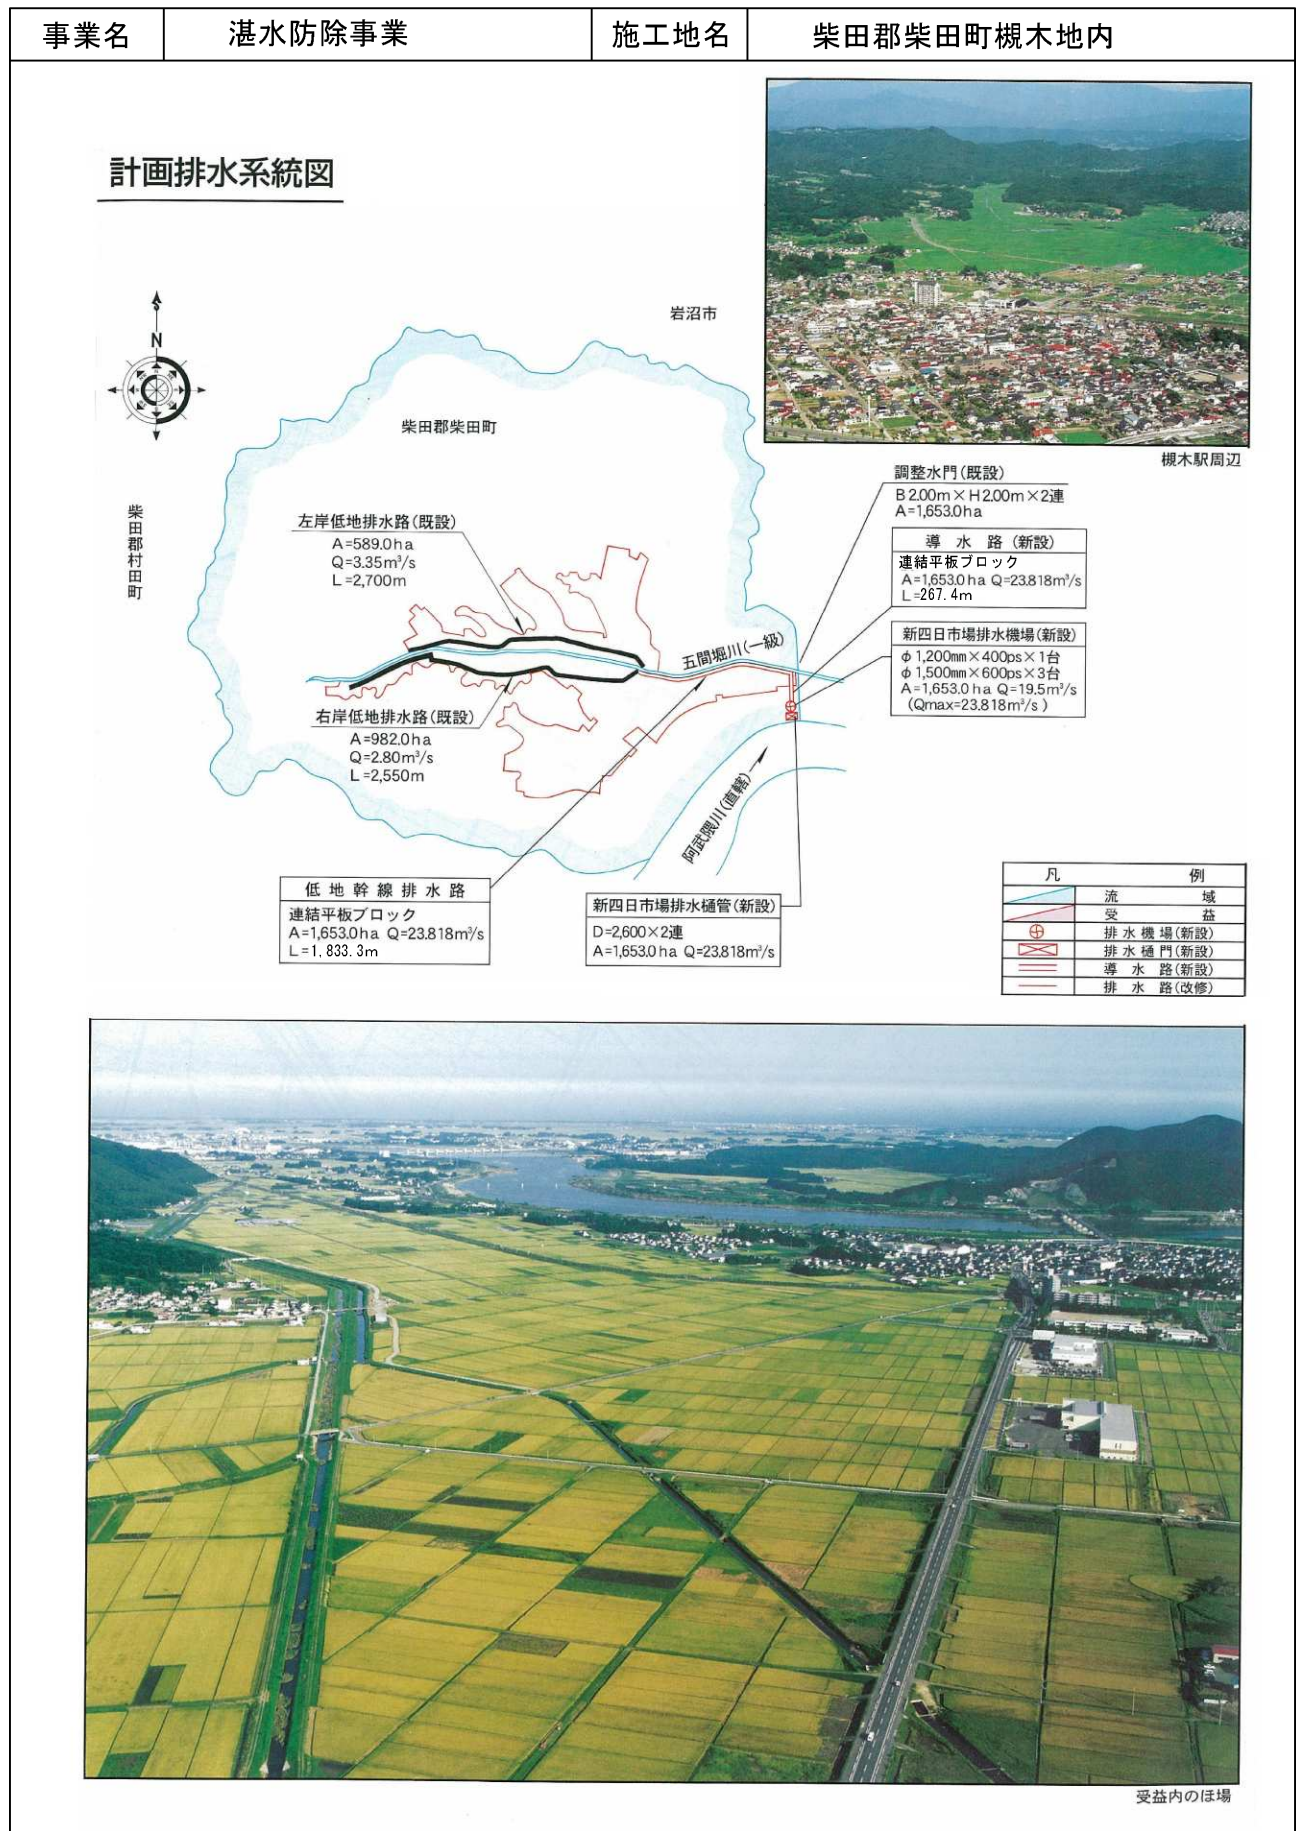 事業名
湛水防除事業
施工地名
柴田郡柴田町槻木地内
計画排水系統図
N
岩沼市
柴田郡柴田町
柴田郡村田町
槻木駅周辺
調整水門(既設)
B2.00m×H2.00m×2連
A=1,653.0ha
導水路(新設)
連結平板ブロック
A=1,653.0ha Q=23.818m³/s
L=267.4m
新四日市場排水機場(新設)
φ1,200mm×400ps×1台
φ1,500mm×600ps×3台
A=1,653.0ha Q=19.5m³/s
(Qmax=23.818m³/s)
左岸低地排水路(既設)
A=589.0ha
Q=3.35m³/s
L=2,700m
五間堀川(一級)
右岸低地排水路(既設)
A=982.0ha
Q=2.80m³/s
L=2,550m
阿武隈川(直轄)
低地幹線排水路
連結平板ブロック
A=1,653.0ha Q=23.818m³/s
L=1,833.3m
新四日市場排水樋管(新設)
D=2,600×2連
A=1,653.0ha Q=23.818m³/s
凡例
流域
受益
排水機場(新設)
排水樋門(新設)
導水路(新設)
排水路(改修)
受益内のほ場